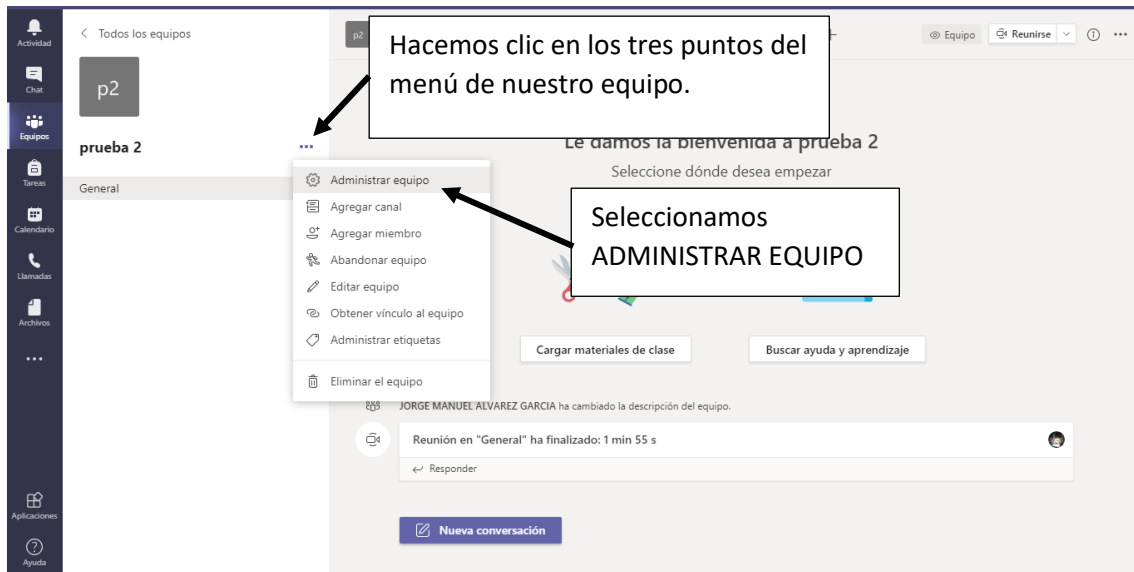 Actividad
Chat
Equipos
Tareas
Calendario
Llamadas
Archivos
Aplicaciones
Ayuda
Todos los equipos
p2
prueba 2
General
p2
Equipo
Reunirse
Hacemos clic en los tres puntos del
menú de nuestro equipo.
Le damos la bienvenida a prueba 2
Seleccione dónde desea empezar
Administrar equipo
Agregar canal
Agregar miembro
Abandonar equipo
Editar equipo
Obtener vínculo al equipo
Administrar etiquetas
Eliminar el equipo
Seleccionamos
ADMINISTRAR EQUIPO
Cargar materiales de clase
Buscar ayuda y aprendizaje
JORGE MANUEL ALVAREZ GARCIA ha cambiado la descripción del equipo.
Reunión en "General" ha finalizado: 1 min 55 s
Responder
Nueva conversación